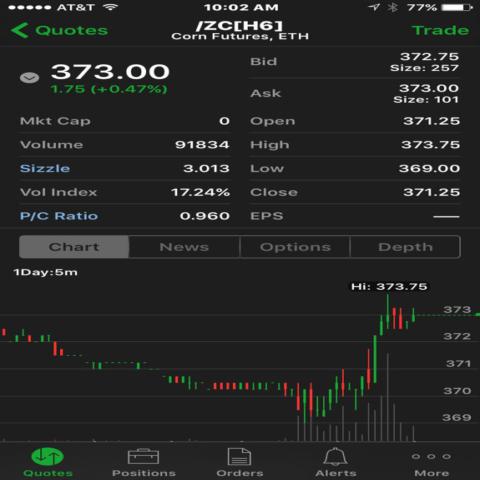 AT&T 10:02 AM 77%
Quotes /ZC[H6] Trade
Corn Futures, ETH
373.00
1.75 (+0.47%)
Bid 372.75
Size: 257
Ask 373.00
Size: 101
Mkt Cap 0 Open 371.25
Volume 91834 High 373.75
Sizzle 3.013 Low 369.00
Vol Index 17.24% Close 371.25
P/C Ratio 0.960 EPS —
Chart News Options Depth
1Day:5m
Hi: 373.75
373
372
371
370
369
Quotes Positions Orders Alerts More